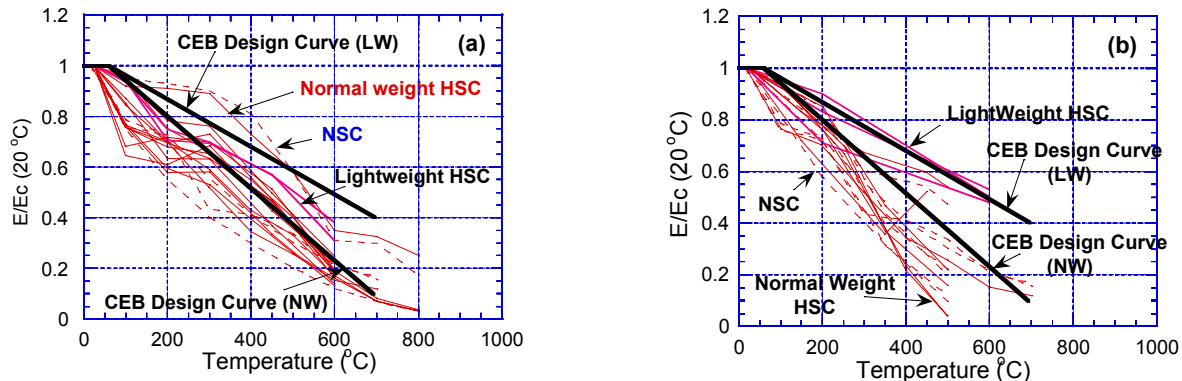 1.2
1
0.8
0.6
0.4
0.2
0
E/Ec (20 °C)
(a)
CEB Design Curve (LW)
Normal weight HSC
NSC
Lightweight HSC
CEB Design Curve (NW)
0 200 400 600 800 1000
Temperature (°C)
1.2
1
0.8
0.6
0.4
0.2
0
E/Ec (20 °C)
(b)
LightWeight HSC
CEB Design Curve
(LW)
NSC
CEB Design Curve
(NW)
Normal Weight
HSC
0 200 400 600 800 1000
Temperature (°C)